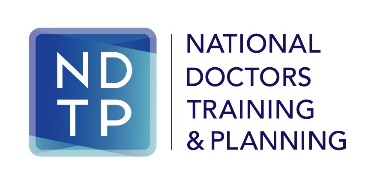 ND
TP
NATIONAL
DOCTORS
TRAINING
& PLANNING